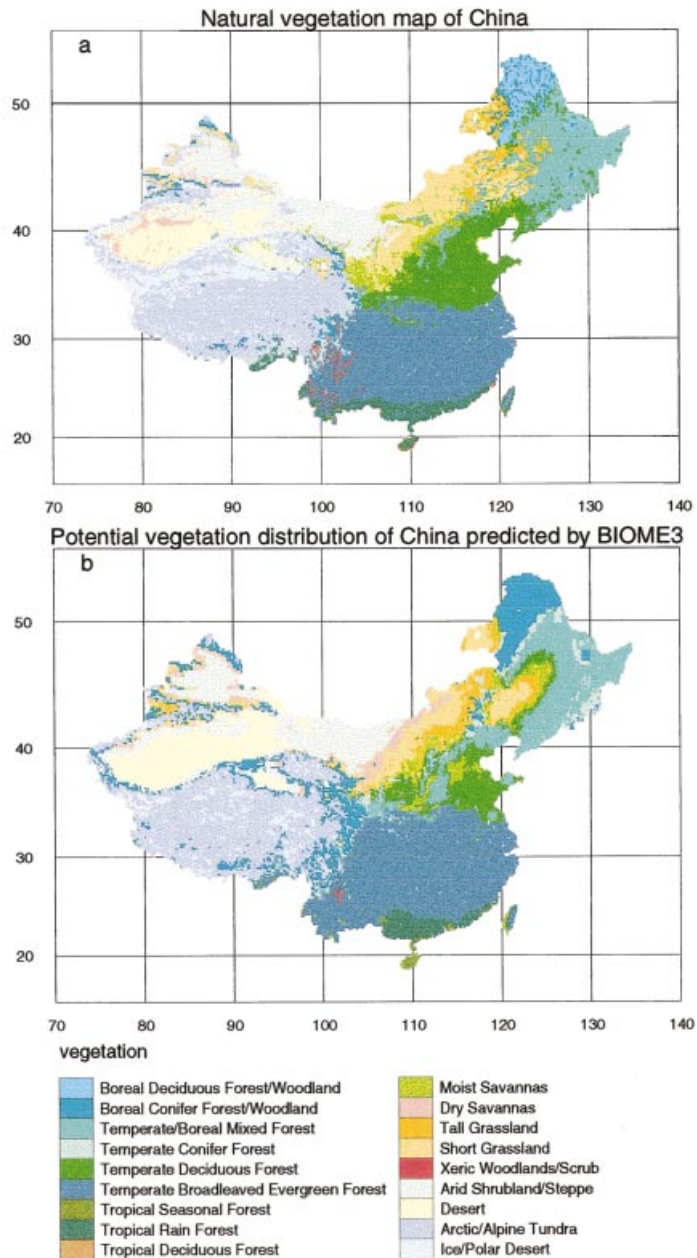 Natural vegetation map of China
a
50
40
30
20
70 80 90 100 110 120 130 140
Potential vegetation distribution of China predicted by BIOME3
b
50
40
30
20
70 80 90 100 110 120 130 140
vegetation
Boreal Deciduous Forest/Woodland
Boreal Conifer Forest/Woodland
Temperate/Boreal Mixed Forest
Temperate Conifer Forest
Temperate Deciduous Forest
Temperate Broadleaved Evergreen Forest
Tropical Seasonal Forest
Tropical Rain Forest
Tropical Deciduous Forest
Moist Savannas
Dry Savannas
Tall Grassland
Short Grassland
Xeric Woodlands/Scrub
Arid Shrubland/Steppe
Desert
Arctic/Alpine Tundra
Ice/Polar Desert